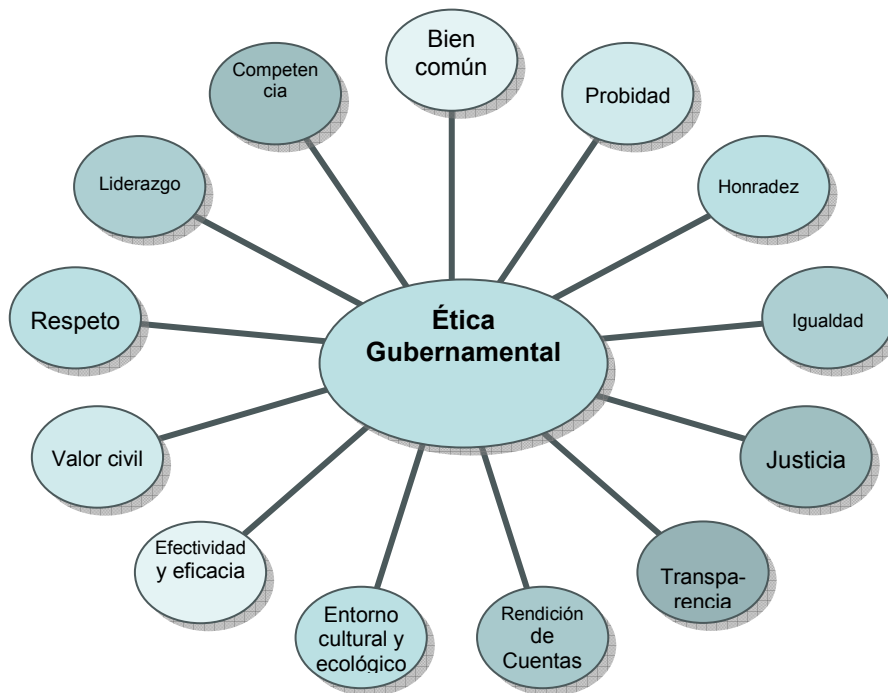 Bien
común
Probidad
Honradez
Igualdad
Justicia
Transpa-
rencia
Rendición
de
Cuentas
Entorno
cultural y
ecológico
Efectividad
y eficacia
Valor civil
Respeto
Liderazgo
Competen
cia
Ética
Gubernamental